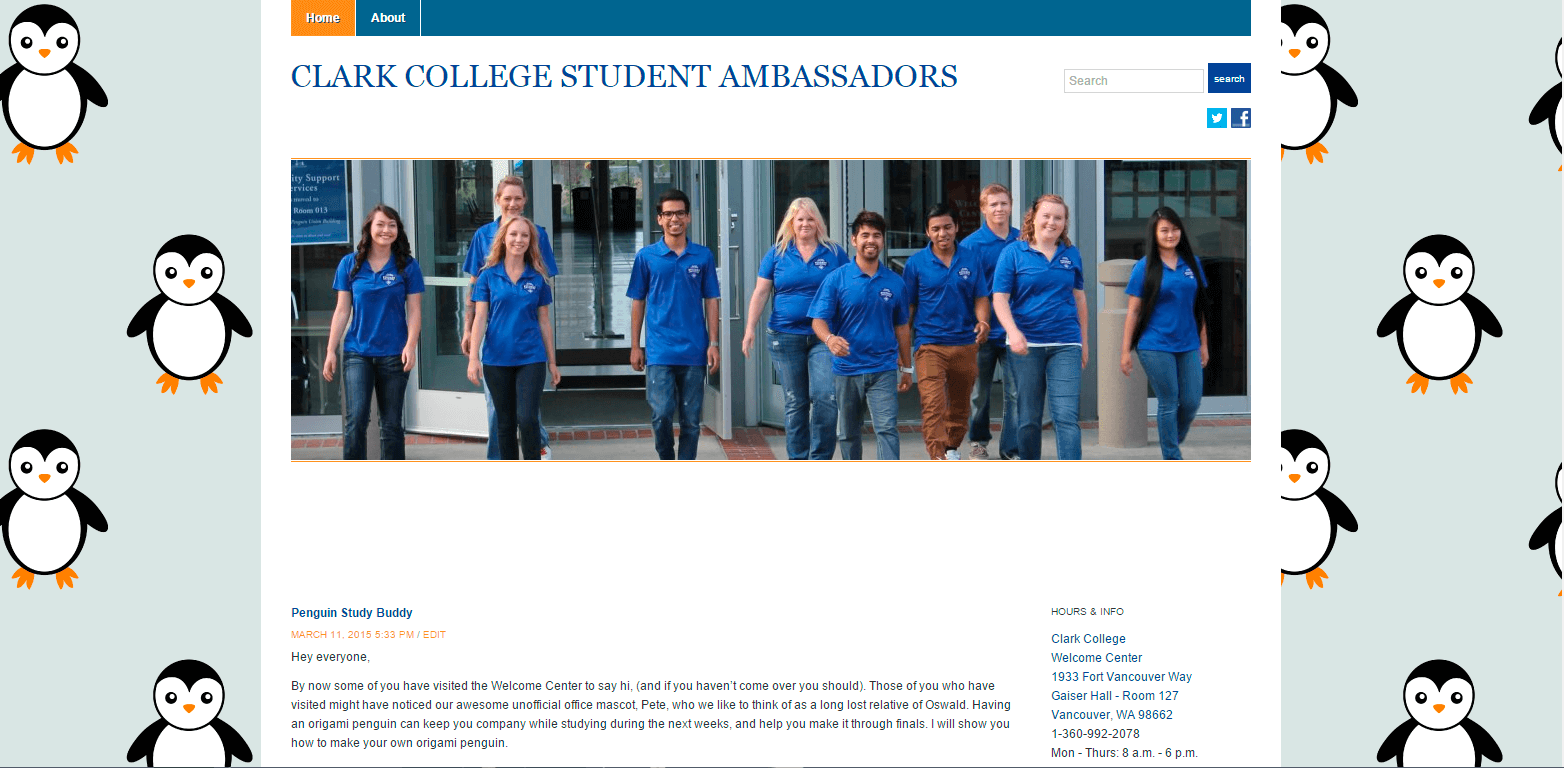 Home About
CLARK COLLEGE STUDENT AMBASSADORS
Search search
ity Support
ervices
moved to
Room 013
Penguin Study Buddy
MARCH 11, 2015 5:33 PM / EDIT
Hey everyone,
By now some of you have visited the Welcome Center to say hi, (and if you haven’t come over you should). Those of you who have
visited might have noticed our awesome unofficial office mascot, Pete, who we like to think of as a long lost relative of Oswald. Having
an origami penguin can keep you company while studying during the next weeks, and help you make it through finals. I will show you
how to make your own origami penguin.
HOURS & INFO
Clark College
Welcome Center
1933 Fort Vancouver Way
Gaiser Hall - Room 127
Vancouver, WA 98662
1-360-992-2078
Mon - Thurs: 8 a.m. - 6 p.m.